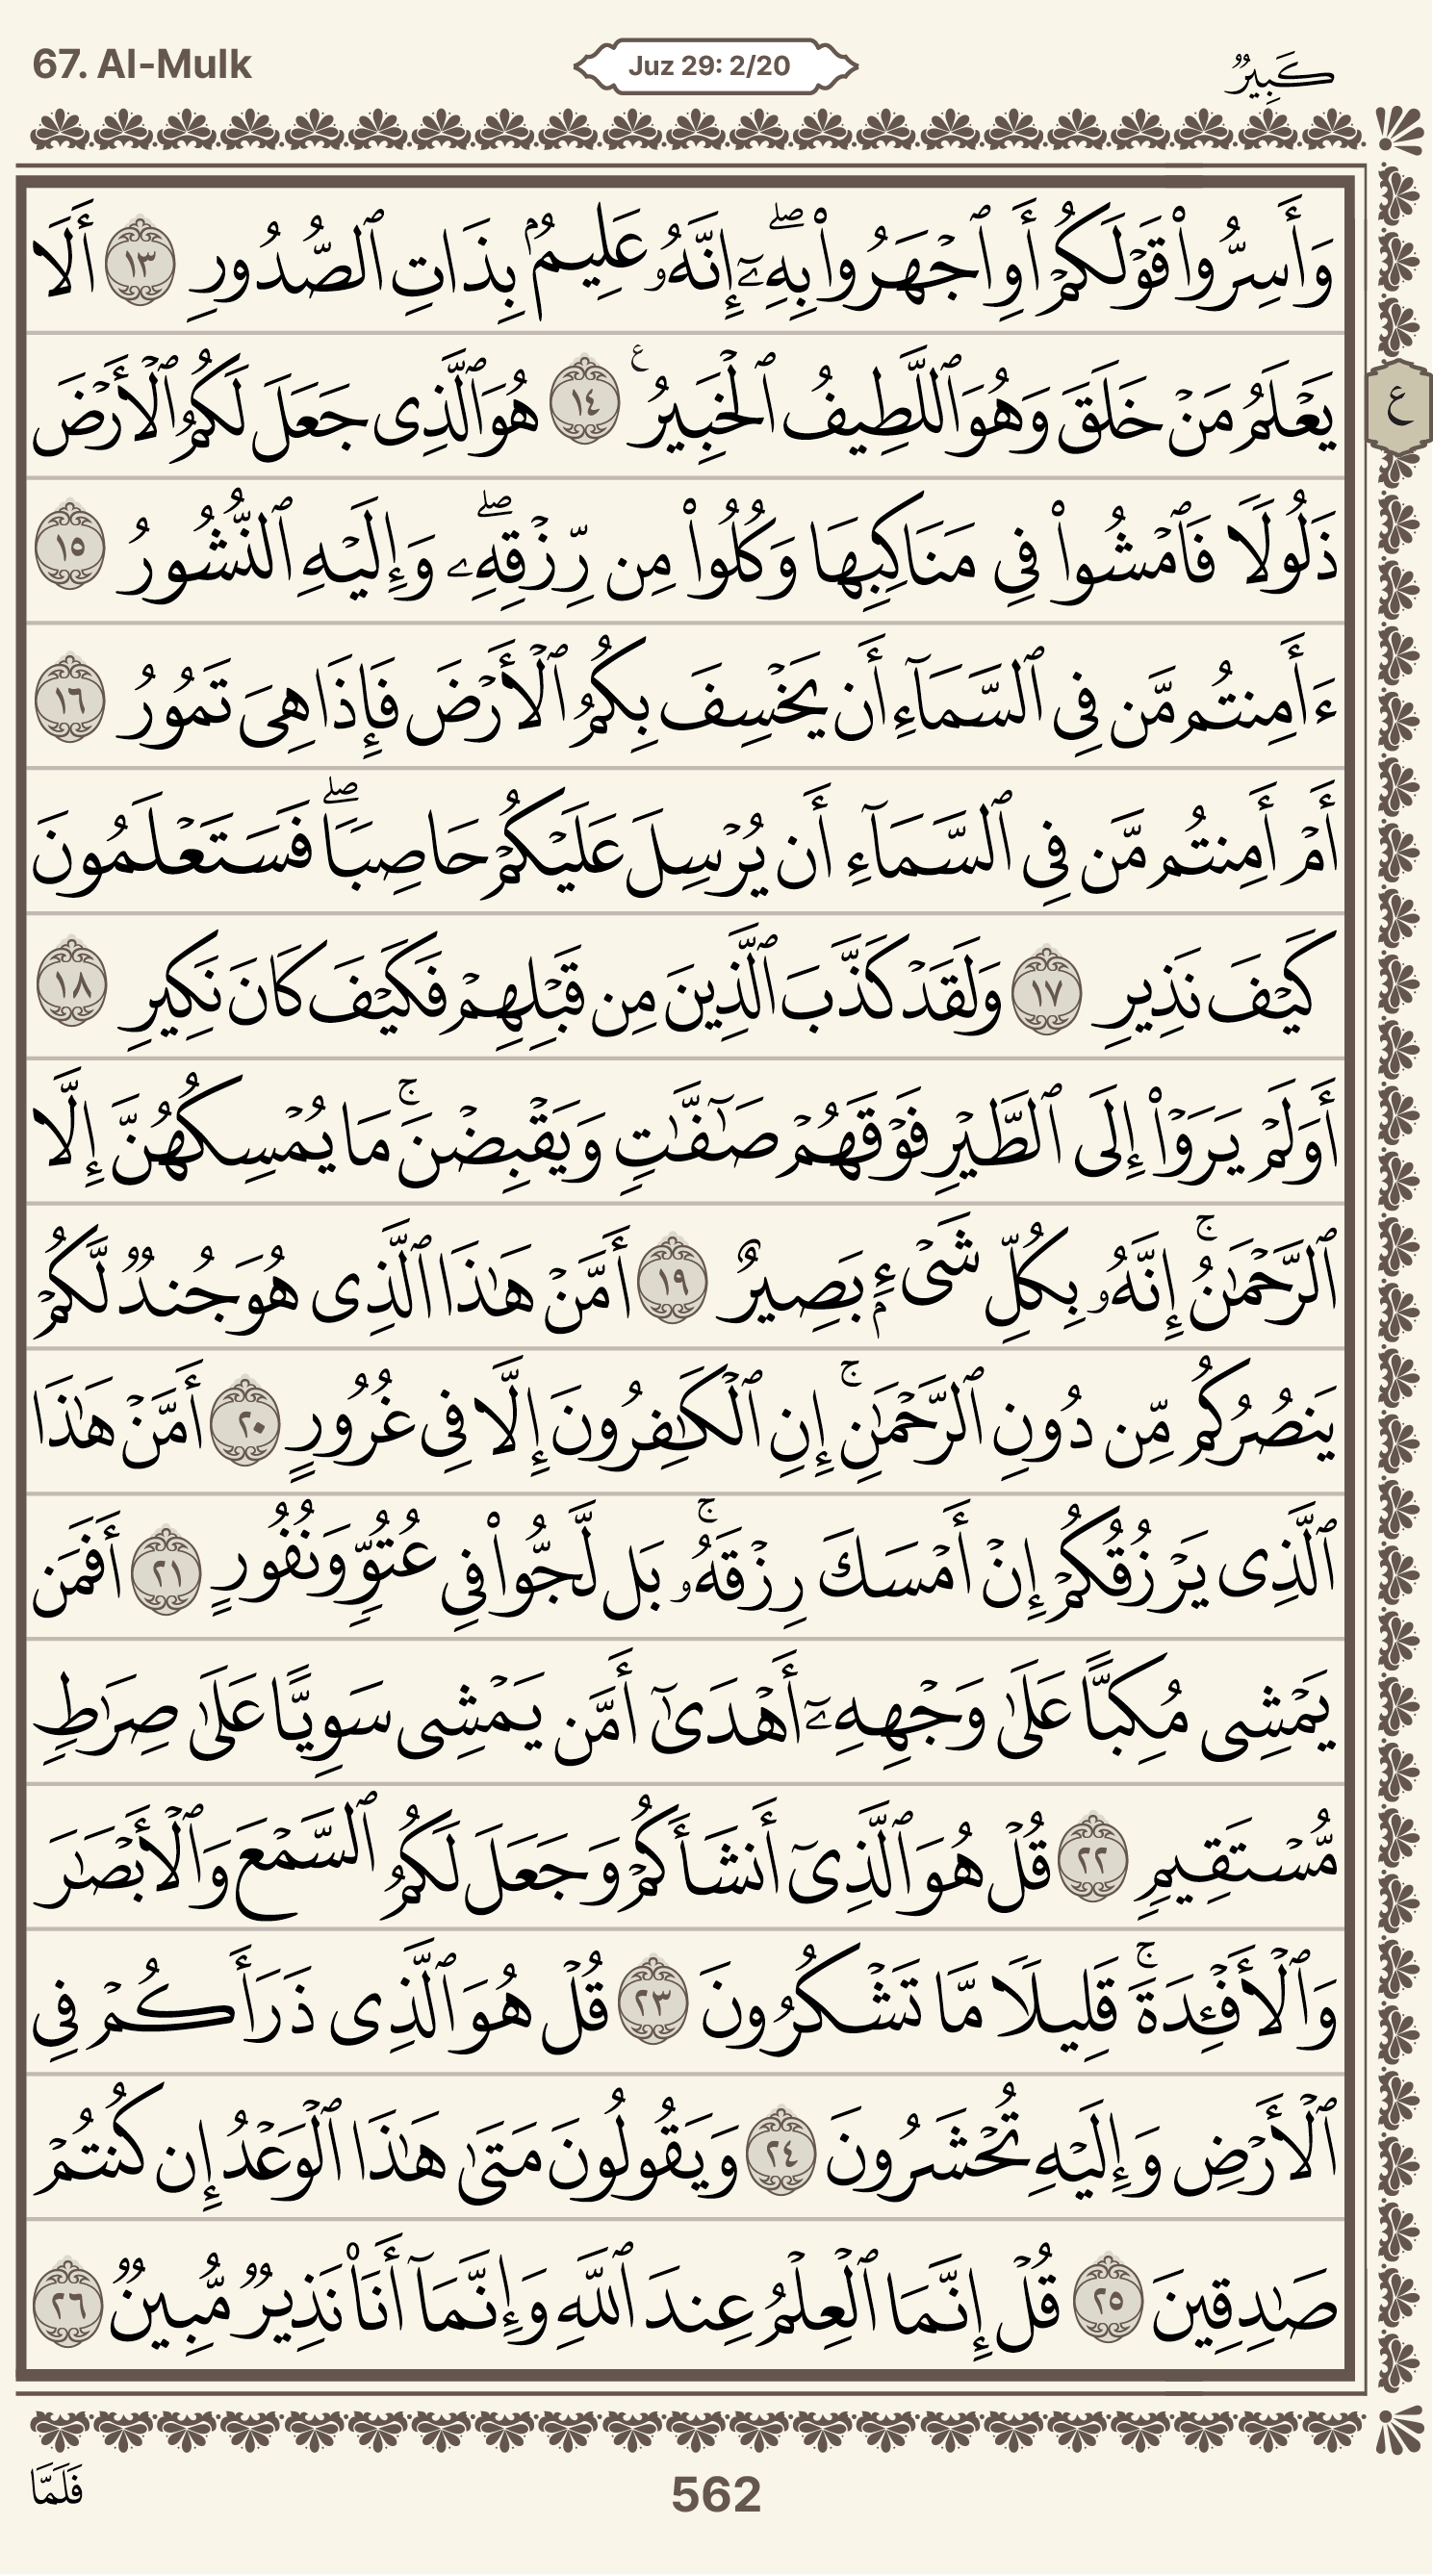 67. Al-Mulk
Juz 29: 2/20
كَبِيرٌ
وَأَسِرُّوا۟ قَوْلَكُمْ أَوِ ٱجْهَرُوا۟ بِهِۦٓ ۖ إِنَّهُۥ عَلِيمٌۢ بِذَاتِ ٱلصُّدُورِ ١٣ أَلَا
يَعْلَمُ مَنْ خَلَقَ وَهُوَ ٱللَّطِيفُ ٱلْخَبِيرُ ١٤ هُوَ ٱلَّذِى جَعَلَ لَكُمُ ٱلْأَرْضَ
ع
ذَلُولًا فَٱمْشُوا۟ فِى مَنَاكِبِهَا وَكُلُوا۟ مِن رِّزْقِهِۦ ۖ وَإِلَيْهِ ٱلنُّشُورُ ١٥
ءَأَمِنتُم مَّن فِى ٱلسَّمَآءِ أَن يَخْسِفَ بِكُمُ ٱلْأَرْضَ فَإِذَا هِىَ تَمُورُ ١٦
أَمْ أَمِنتُم مَّن فِى ٱلسَّمَآءِ أَن يُرْسِلَ عَلَيْكُمْ حَاصِبًا ۖ فَسَتَعْلَمُونَ
كَيْفَ نَذِيرِ ١٧ وَلَقَدْ كَذَّبَ ٱلَّذِينَ مِن قَبْلِهِمْ فَكَيْفَ كَانَ نَكِيرِ ١٨
أَوَلَمْ يَرَوْا۟ إِلَى ٱلطَّيْرِ فَوْقَهُمْ صَـٰٓفَّـٰتٍ وَيَقْبِضْنَ ۚ مَا يُمْسِكُهُنَّ إِلَّا
ٱلرَّحْمَـٰنُ ۚ إِنَّهُۥ بِكُلِّ شَىْءٍۭ بَصِيرٌ ١٩ أَمَّنْ هَـٰذَا ٱلَّذِى هُوَ جُندٌ لَّكُمْ
يَنصُرُكُم مِّن دُونِ ٱلرَّحْمَـٰنِ ۚ إِنِ ٱلْكَـٰفِرُونَ إِلَّا فِى غُرُورٍ ٢٠ أَمَّنْ هَـٰذَا
ٱلَّذِى يَرْزُقُكُمْ إِنْ أَمْسَكَ رِزْقَهُۥ ۚ بَل لَّجُّوا۟ فِى عُتُوٍّ وَنُفُورٍ ٢١ أَفَمَن
يَمْشِى مُكِبًّا عَلَىٰ وَجْهِهِۦٓ أَهْدَىٰٓ أَمَّن يَمْشِى سَوِيًّا عَلَىٰ صِرَٰطٍ
مُّسْتَقِيمٍ ٢٢ قُلْ هُوَ ٱلَّذِىٓ أَنشَأَكُمْ وَجَعَلَ لَكُمُ ٱلسَّمْعَ وَٱلْأَبْصَـٰرَ
وَٱلْأَفْـِٔدَةَ ۚ قَلِيلًا مَّا تَشْكُرُونَ ٢٣ قُلْ هُوَ ٱلَّذِى ذَرَأَكُمْ فِى
ٱلْأَرْضِ وَإِلَيْهِ تُحْشَرُونَ ٢٤ وَيَقُولُونَ مَتَىٰ هَـٰذَا ٱلْوَعْدُ إِن كُنتُمْ
صَـٰدِقِينَ ٢٥ قُلْ إِنَّمَا ٱلْعِلْمُ عِندَ ٱللَّهِ وَإِنَّمَآ أَنَا۠ نَذِيرٌ مُّبِينٌ ٢٦
فَلَمَّا
562